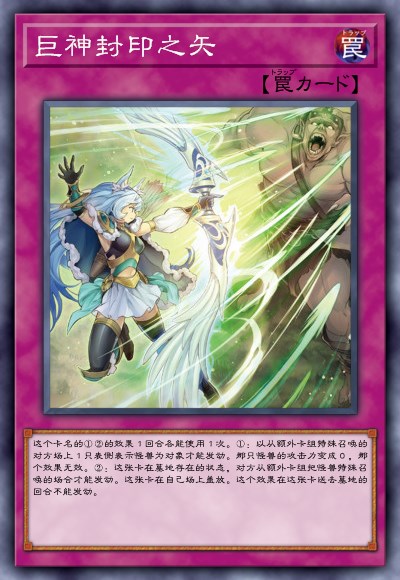 巨神封印之矢
トラップ
罠
トラップ
【罠カード】
这个卡名的①②的效果1回合各能使用1次。①：以从额外卡组特殊召唤的
对方场上1只表侧表示怪兽为对象才能发动。那只怪兽的攻击力变成0，那
个效果无效。②：这张卡在墓地存在的状态，对方从额外卡组把怪兽特殊召
唤的场合才能发动。这张卡在自己场上盖放。这个效果在这张卡送去墓地的
回合不能发动。